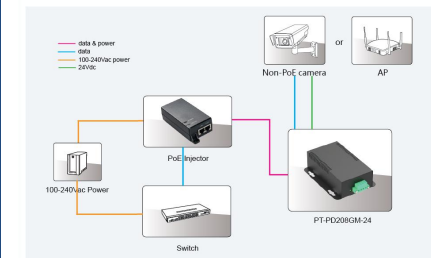 data & power
data
100-240Vac power
24Vdc
or
Non-PoE camera
AP
PoE Injector
100-240Vac Power
PT-PD208GM-24
Switch